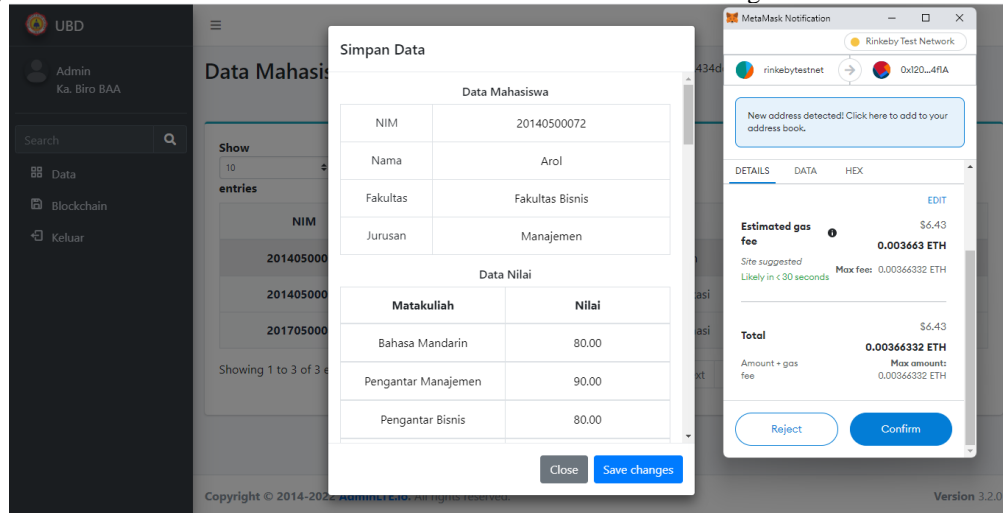 UBD
Admin
Ka. Biro BAA
Search
Data
Blockchain
Keluar
Data Mahasis
Show
10
entries
NIM
201405000
201405000
201705000
Showing 1 to 3 of 3 e
Copyright © 2014-2022 AdminLTE.io. All rights reserved.
Version 3.2.0
Simpan Data
Data Mahasiswa
NIM 20140500072
Nama Arol
Fakultas Fakultas Bisnis
Jurusan Manajemen
Data Nilai
Matakuliah Nilai
Bahasa Mandarin 80.00
Pengantar Manajemen 90.00
Pengantar Bisnis 80.00
Close Save changes
434d
asi
asi
xt
MetaMask Notification
Rinkeby Test Network
rinkebytestnet 0x120...4f1A
New address detected! Click here to add to your
address book.
DETAILS DATA HEX
EDIT
Estimated gas
fee
$6.43
0.003663 ETH
Site suggested
Likely in < 30 seconds
Max fee: 0.00366332 ETH
Total
$6.43
0.00366332 ETH
Amount + gas
fee
Max amount:
0.00366332 ETH
Reject Confirm